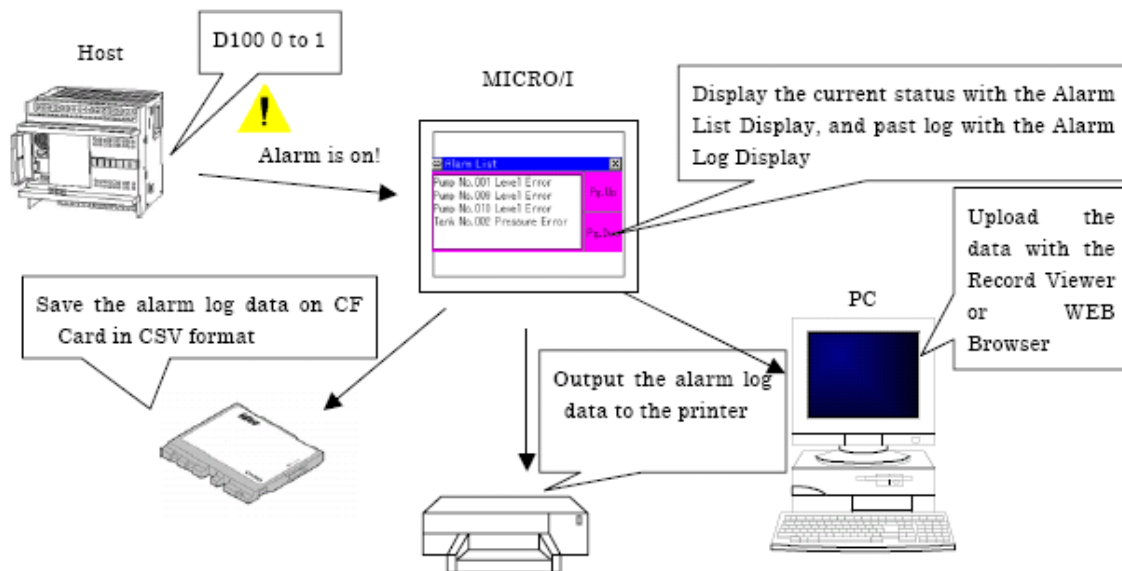 Host
D100 0 to 1
Alarm is on!
MICRO/I
Alarm List
Pump No.001 Level Error
Pump No.008 Level Error
Pump No.010 Level Error
Tank No.002 Pressure Error
Pg.Up
Display the current status with the Alarm
List Display, and past log with the Alarm
Log Display
Upload the
data with the
Record Viewer
or WEB
Browser
PC
Save the alarm log data on CF
Card in CSV format
Output the alarm log
data to the printer